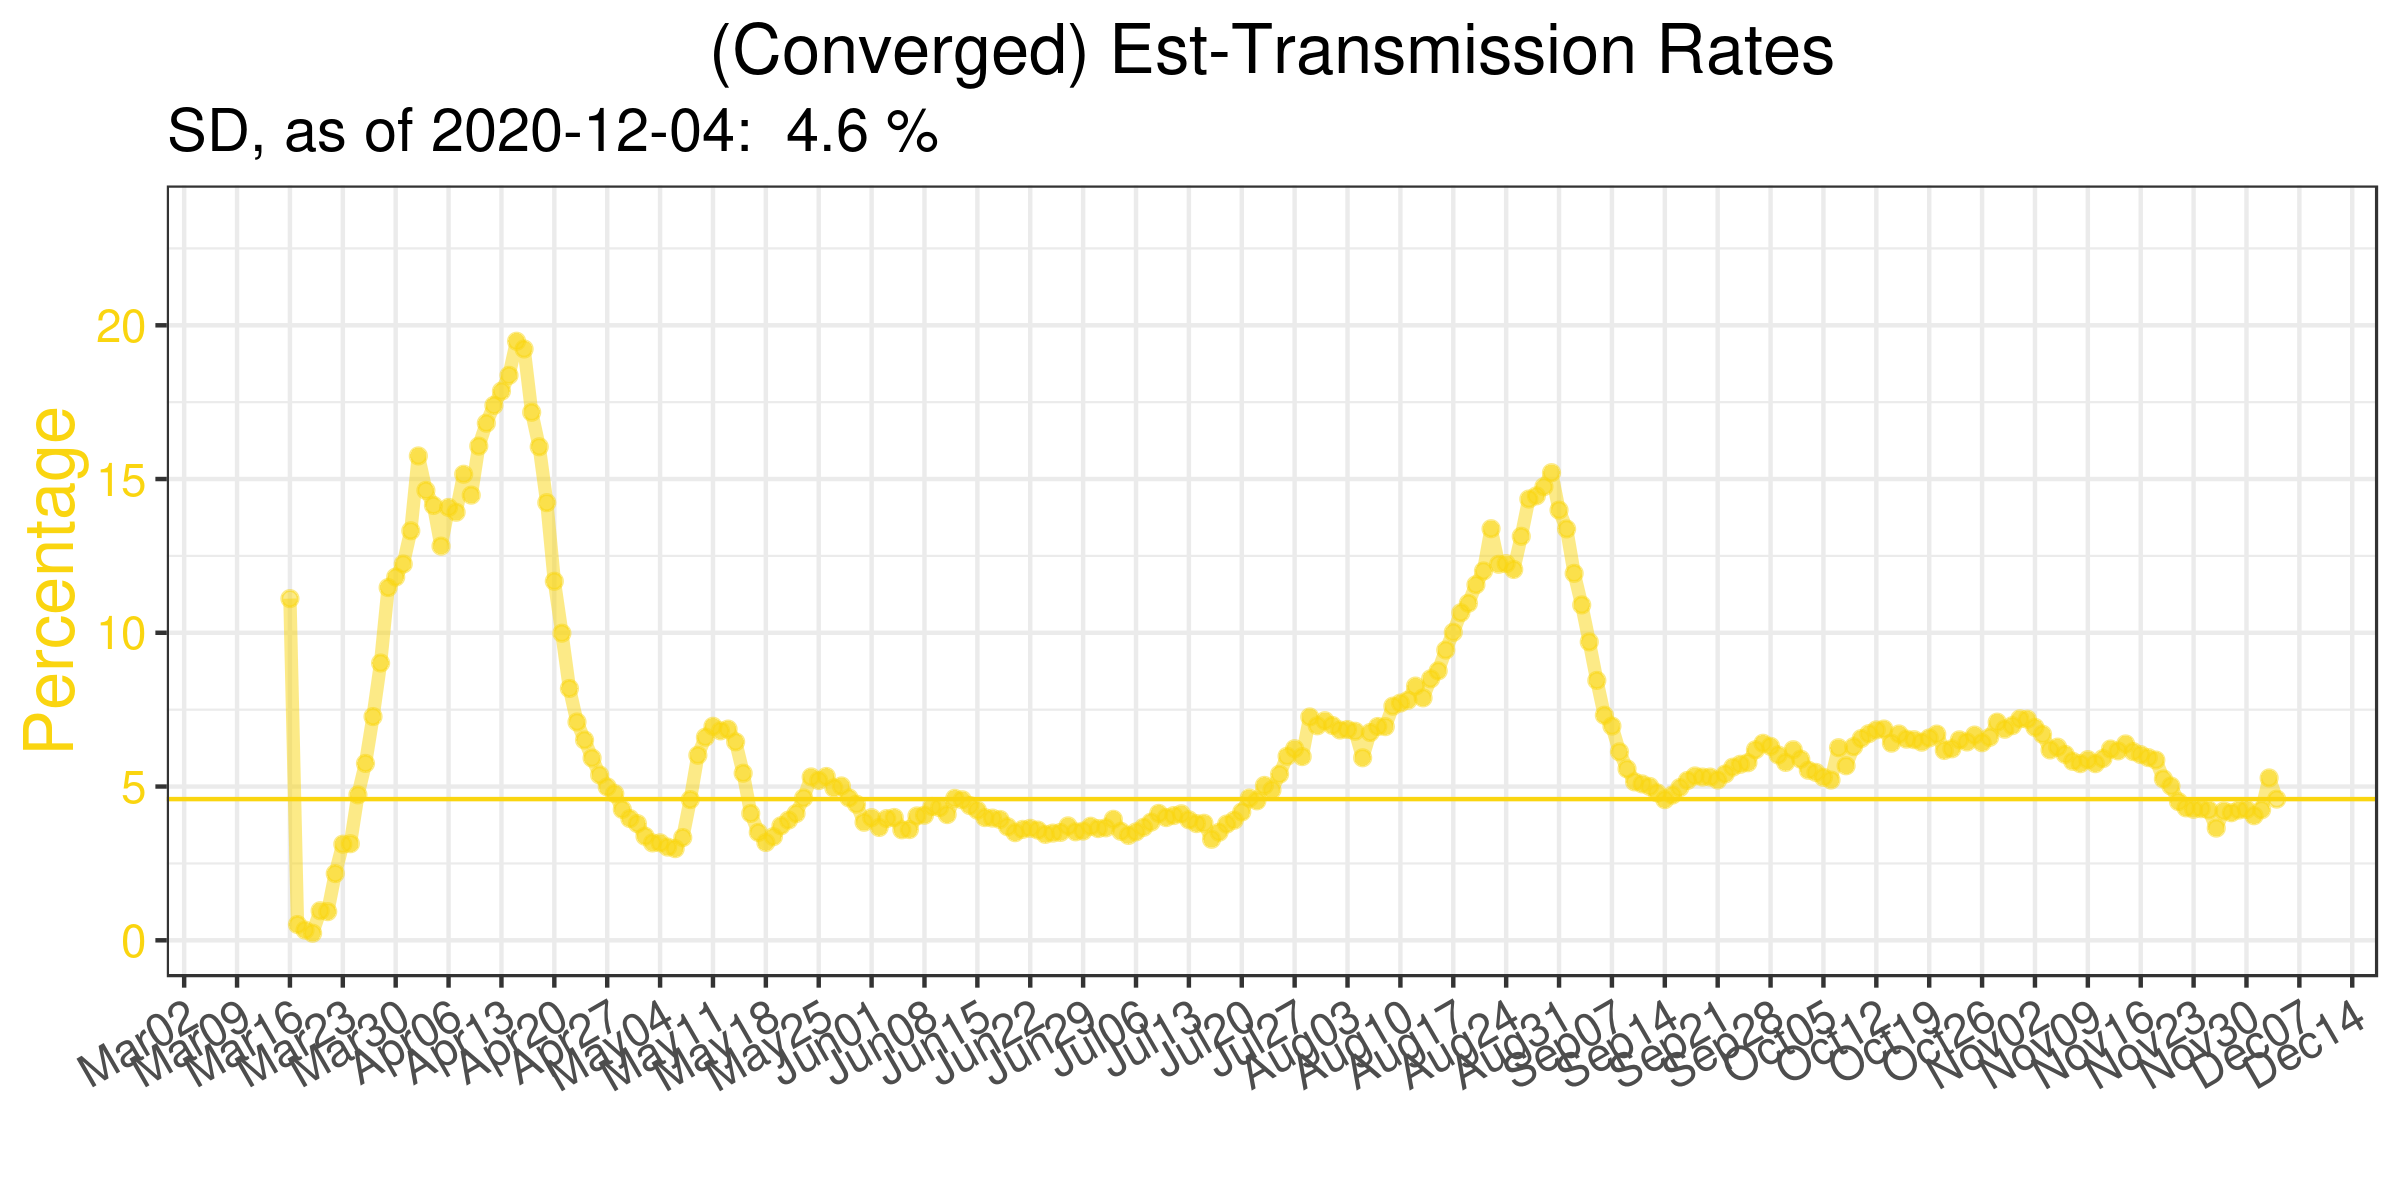 (Converged) Est-Transmission Rates
SD, as of 2020-12-04:  4.6 %
Percentage
20
15
10
5
0
Mar02
Mar09
Mar16
Mar23
Mar30
Apr06
Apr13
Apr20
Apr27
May04
May11
May18
May25
Jun01
Jun08
Jun15
Jun22
Jun29
Jul06
Jul13
Jul20
Jul27
Aug03
Aug10
Aug17
Aug24
Aug31
Sep07
Sep14
Sep21
Sep28
Oct05
Oct12
Oct19
Oct26
Nov02
Nov09
Nov16
Nov23
Nov30
Dec07
Dec14